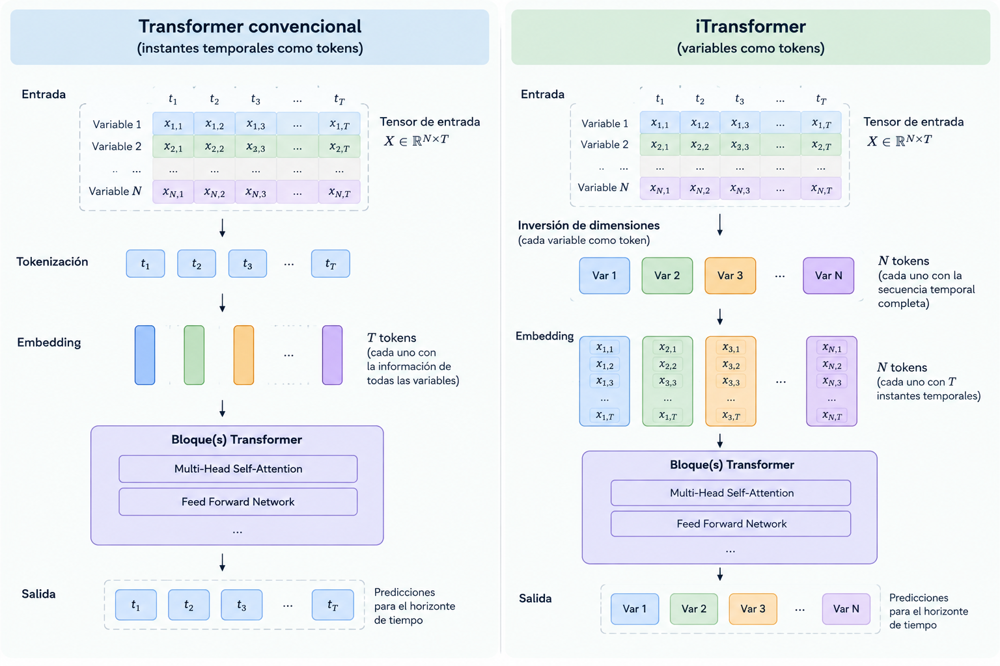 Transformer convencional
(instantes temporales como tokens)
Entrada
t1 t2 t3 ... tT
Variable 1 x1,1 x1,2 x1,3 ... x1,T
Variable 2 x2,1 x2,2 x2,3 ... x2,T
.. ... ... ... ... ... ...
Variable N xN,1 xN,2 xN,3 ... xN,T
Tensor de entrada
X ∈ ℝ^N×T
Tokenización
t1 t2 t3 ... tT
Embedding
...
T tokens
(cada uno con
la información de
todas las variables)
Bloque(s) Transformer
Multi-Head Self-Attention
Feed Forward Network
...
Salida
t1 t2 t3 ... tT
Predicciones
para el horizonte
de tiempo
iTransformer
(variables como tokens)
Entrada
t1 t2 t3 ... tT
Variable 1 x1,1 x1,2 x1,3 ... x1,T
Variable 2 x2,1 x2,2 x2,3 ... x2,T
.. ... ... ... ... ... ...
Variable N xN,1 xN,2 xN,3 ... xN,T
Tensor de entrada
X ∈ ℝ^N×T
Inversión de dimensiones
(cada variable como token)
Var 1 Var 2 Var 3 ... Var N
N tokens
(cada uno con la
secuencia temporal
completa)
Embedding
x1,1 x2,1 x3,1 xN,1
x1,2 x2,2 x3,2 xN,2
x1,3 x3,3 x3,3 ... xN,3
... ... ... ...
x1,T x1,T x3,T xN,T
N tokens
(cada uno con T
instantes temporales)
Bloque(s) Transformer
Multi-Head Self-Attention
Feed Forward Network
...
Salida
Var 1 Var 2 Var 3 ... Var N
Predicciones
para el horizonte
de tiempo